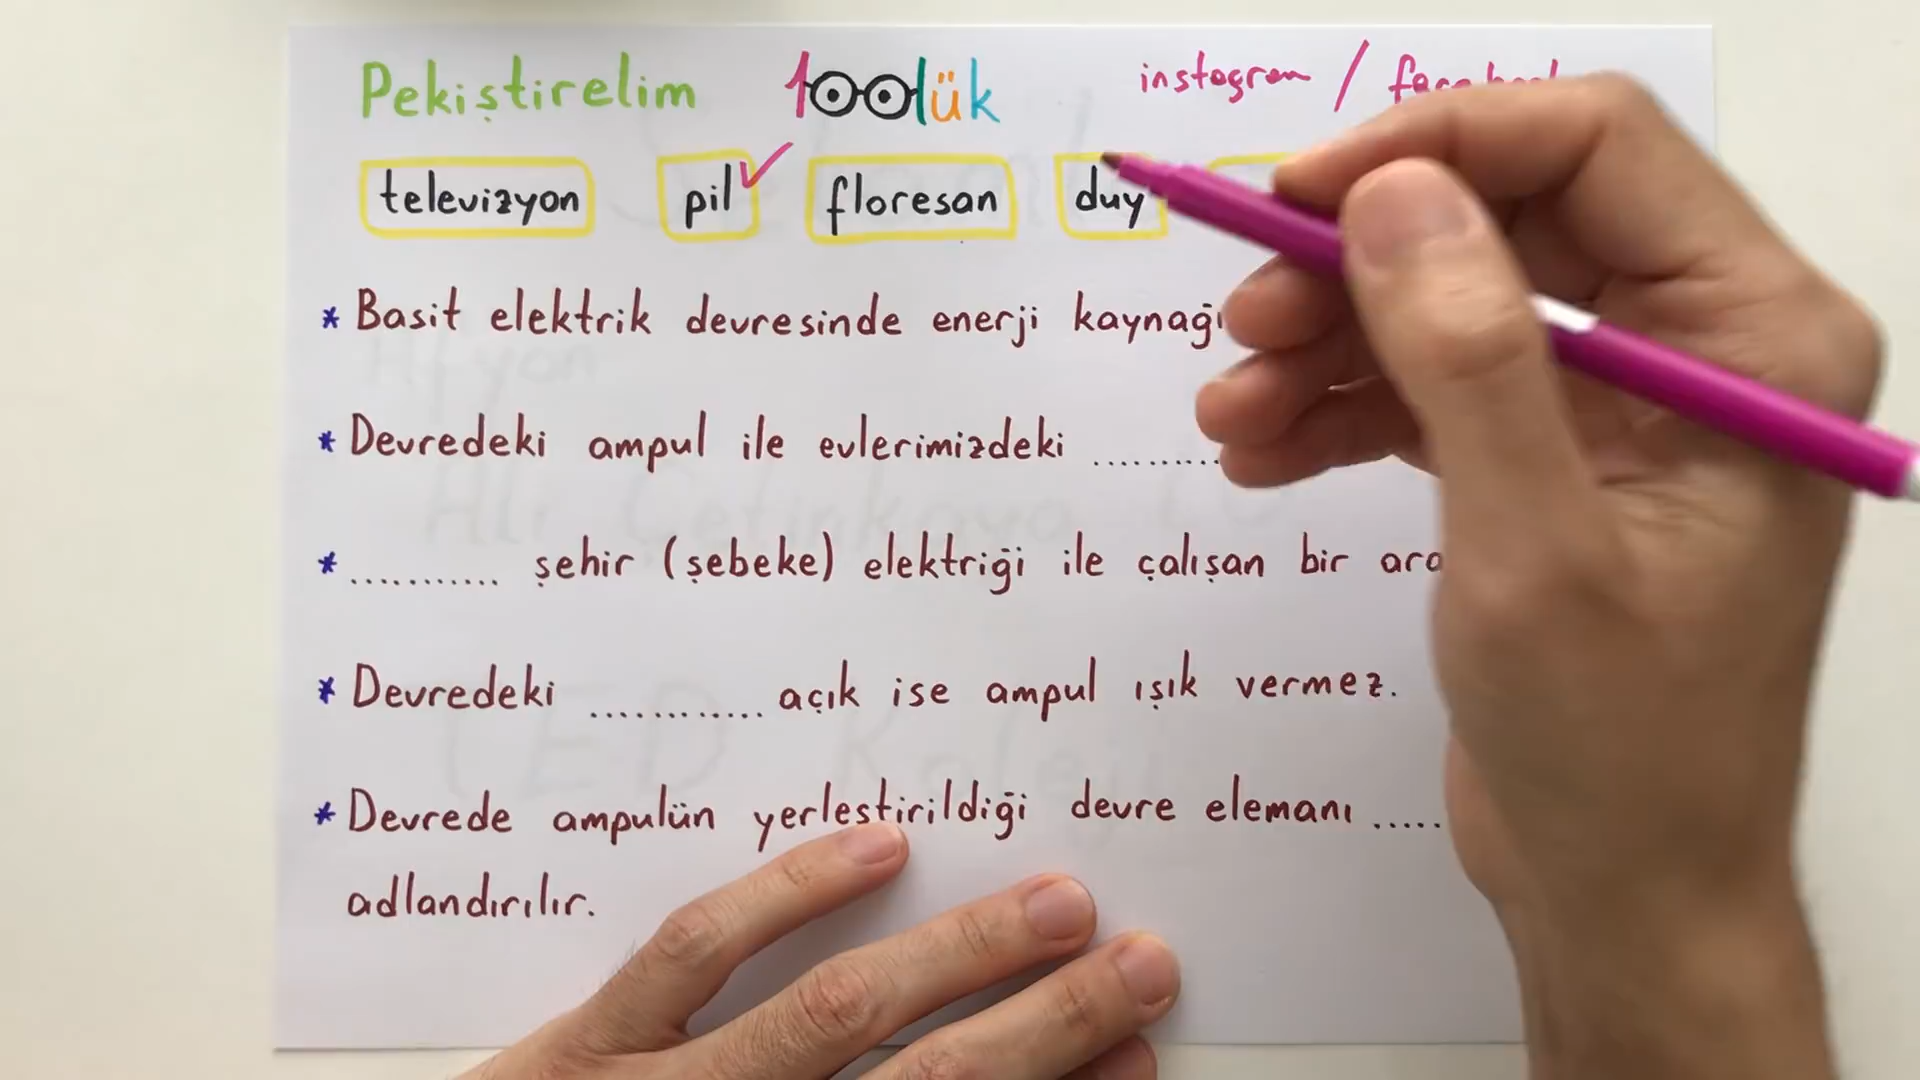 Pekiştirelim 100lük instagram /
televizyon pil floresan duy
* Basit elektrik devresinde enerji kaynağı
* Devredeki ampul ile evlerimizdeki ..........
* ........... şehir (şebeke) elektriği ile çalışan bir
* Devredeki ............ açık ise ampul ışık vermez.
* Devrede ampulün yerleştirildiği devre elemanı .....
adlandırılır.